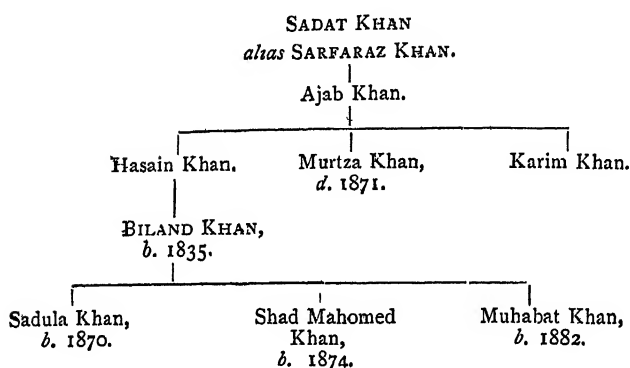 SADAT KHAN
alias SARFARAZ KHAN.
Ajab Khan.
Hasain Khan. Murtza Khan, Karim Khan.
d. 1871.
BILAND KHAN,
b. 1835.
Sadula Khan, Shad Mahomed Muhabat Khan,
b. 1870. Khan, b. 1882.
b. 1874.